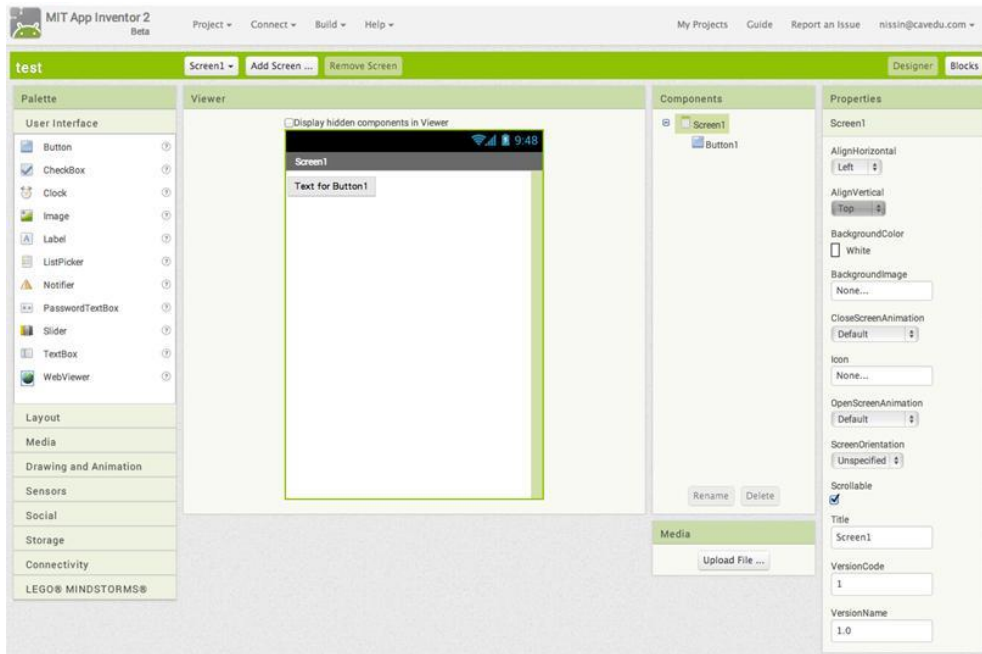 MIT App Inventor 2
Beta
Project Connect Build Help
My Projects Guide Report an Issue nissin@cavedu.com
test
Screen1 Add Screen ... Remove Screen
Designer Blocks
Palette
User Interface
Button
CheckBox
Clock
Image
Label
ListPicker
Notifier
PasswordTextBox
Slider
TextBox
WebViewer
Layout
Media
Drawing and Animation
Sensors
Social
Storage
Connectivity
LEGO® MINDSTORMS®
Viewer
Display hidden components in Viewer
9:48
Screen1
Text for Button1
Components
Screen1
Button1
Rename Delete
Media
Upload File ...
Properties
Screen1
AlignHorizontal
Left
AlignVertical
Top
BackgroundColor
White
BackgroundImage
None...
CloseScreenAnimation
Default
Icon
None...
OpenScreenAnimation
Default
ScreenOrientation
Unspecified
Scrollable
Title
Screen1
VersionCode
1
VersionName
1.0